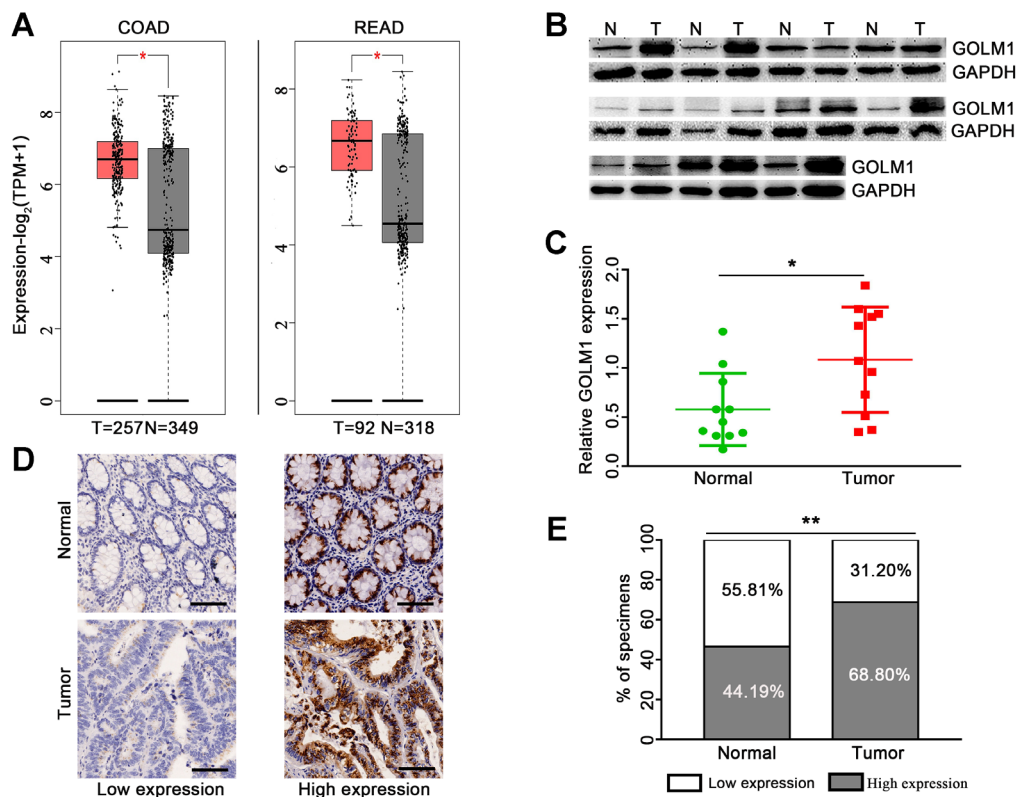 A
COAD
READ
*
*
Expression-log2(TPM+1)
8
6
4
2
0
8
6
4
2
0
T=257N=349
T=92 N=318
B
N T N T N T N T
GOLM1
GAPDH
GOLM1
GAPDH
GOLM1
GAPDH
C
*
Relative GOLM1 expression
2.0
1.5
1.0
0.5
0.0
Normal
Tumor
D
Normal
Tumor
Low expression
High expression
E
**
% of specimens
100
80
60
40
20
0
55.81%
44.19%
31.20%
68.80%
Normal
Tumor
Low expression
High expression